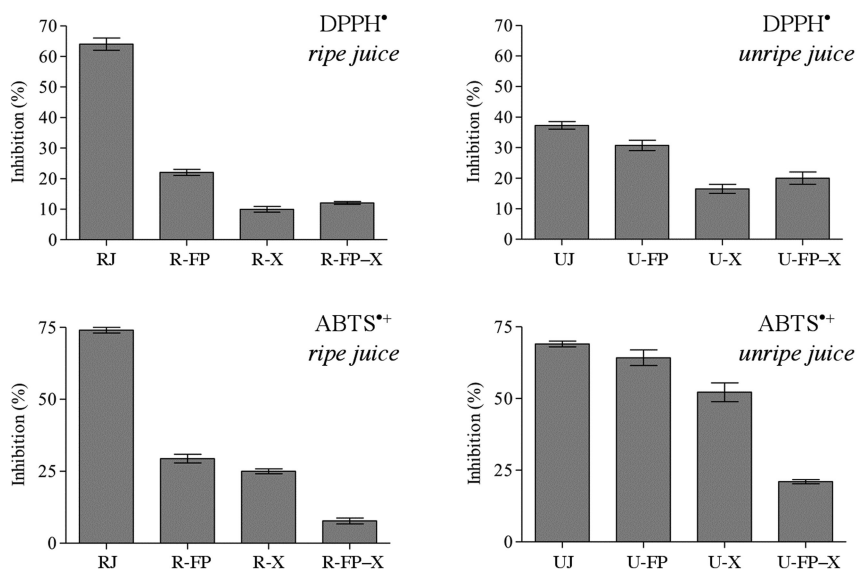 DPPH•
ripe juice
Inhibition (%)
70
60
50
40
30
20
10
0
RJ R-FP R-X R-FP–X
DPPH•
unripe juice
Inhibition (%)
70
60
50
40
30
20
10
0
UJ U-FP U-X U-FP–X
ABTS•+
ripe juice
Inhibition (%)
75
50
25
0
RJ R-FP R-X R-FP–X
ABTS•+
unripe juice
Inhibition (%)
75
50
25
0
UJ U-FP U-X U-FP–X